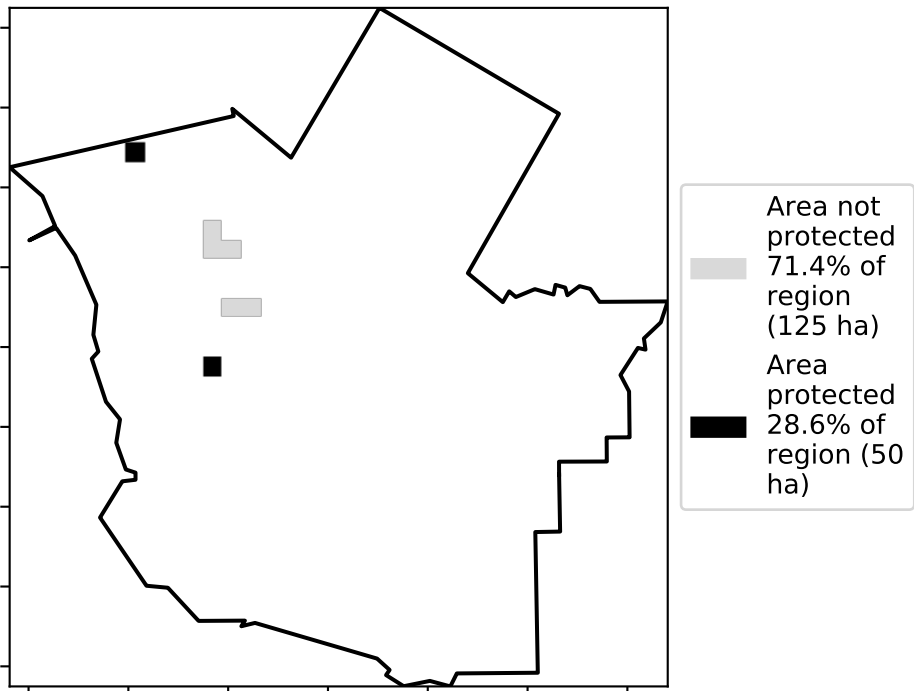 Area not
protected
71.4% of
region
(125 ha)
Area
protected
28.6% of
region (50
ha)